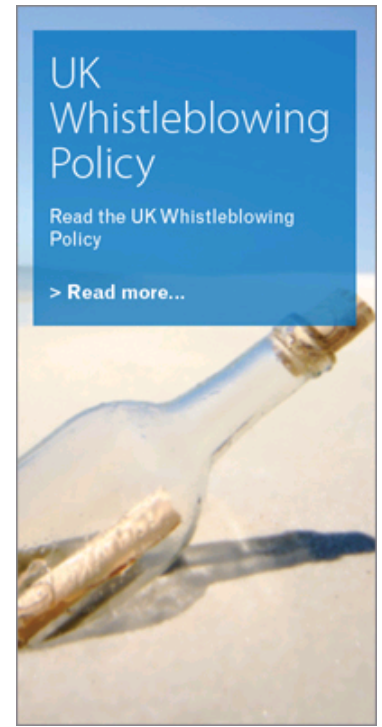 UK
Whistleblowing
Policy
Read the UK Whistleblowing
Policy
> Read more...